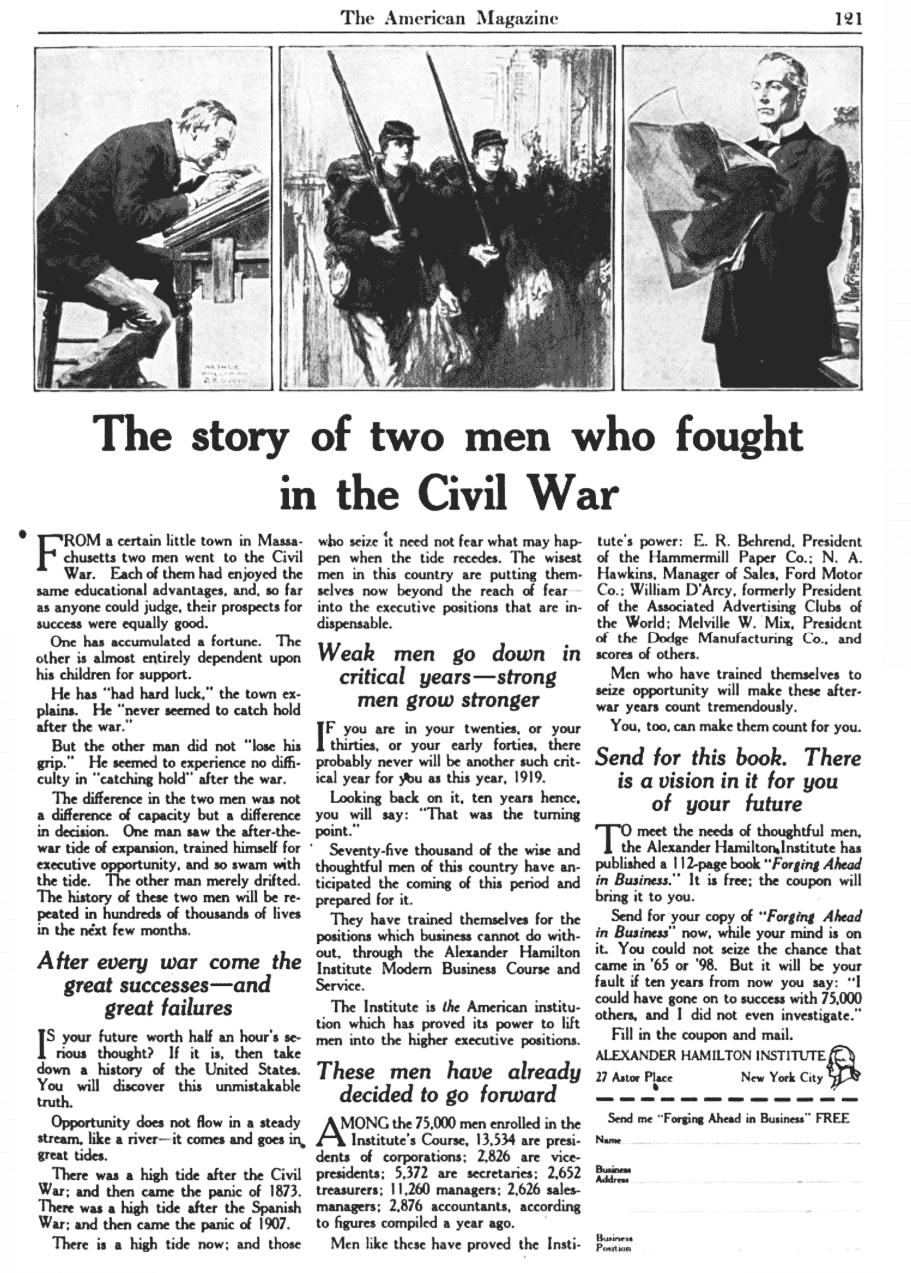 The American Magazine 121
ARTHUR
WILLIAM
BROWN
The story of two men who fought
in the Civil War
FROM a certain little town in Massa-
chusetts two men went to the Civil
War. Each of them had enjoyed the
same educational advantages, and, so far
as anyone could judge, their prospects for
success were equally good.
One has accumulated a fortune. The
other is almost entirely dependent upon
his children for support.
He has "had hard luck," the town ex-
plains. He "never seemed to catch hold
after the war."
But the other man did not "lose his
grip." He seemed to experience no diffi-
culty in "catching hold" after the war.
The difference in the two men was not
a difference of capacity but a difference
in decision. One man saw the after-the-
war tide of expansion, trained himself for
executive opportunity, and so swam with
the tide. The other man merely drifted.
The history of these two men will be re-
peated in hundreds of thousands of lives
in the next few months.
After every war come the
great successes—and
great failures
IS your future worth half an hour's se-
rious thought? If it is, then take
down a history of the United States.
You will discover this unmistakable
truth.
Opportunity does not flow in a steady
stream, like a river—it comes and goes in
great tides.
There was a high tide after the Civil
War; and then came the panic of 1873.
There was a high tide after the Spanish
War; and then came the panic of 1907.
There is a high tide now; and those
who seize it need not fear what may hap-
pen when the tide recedes. The wisest
men in this country are putting them-
selves now beyond the reach of fear—
into the executive positions that are in-
dispensable.
Weak men go down in
critical years—strong
men grow stronger
IF you are in your twenties, or your
thirties, or your early forties, there
probably never will be another such crit-
ical year for you as this year, 1919.
Looking back on it, ten years hence,
you will say: "That was the turning
point."
Seventy-five thousand of the wise and
thoughtful men of this country have an-
ticipated the coming of this period and
prepared for it.
They have trained themselves for the
positions which business cannot do with-
out, through the Alexander Hamilton
Institute Modern Business Course and
Service.
The Institute is the American institu-
tion which has proved its power to lift
men into the higher executive positions.
These men have already
decided to go forward
AMONG the 75,000 men enrolled in the
Institute's Course, 13,534 are presi-
dents of corporations; 2,826 are vice-
presidents; 5,372 are secretaries; 2,652
treasurers; 11,260 managers; 2,626 sales-
managers; 2,876 accountants, according
to figures compiled a year ago.
Men like these have proved the Insti-
tute's power: E. R. Behrend, President
of the Hammermill Paper Co.; N. A.
Hawkins, Manager of Sales, Ford Motor
Co.; William D'Arcy, formerly President
of the Associated Advertising Clubs of
the World; Melville W. Mix, President
of the Dodge Manufacturing Co., and
scores of others.
Men who have trained themselves to
seize opportunity will make these after-
war years count tremendously.
You, too, can make them count for you.
Send for this book. There
is a vision in it for you
of your future
TO meet the needs of thoughtful men,
the Alexander Hamilton Institute has
published a 112-page book "Forging Ahead
in Business." It is free; the coupon will
bring it to you.
Send for your copy of "Forging Ahead
in Business" now, while your mind is on
it. You could not seize the chance that
came in '65 or '98. But it will be your
fault if ten years from now you say: "I
could have gone on to success with 75,000
others, and I did not even investigate."
Fill in the coupon and mail.
ALEXANDER HAMILTON INSTITUTE
27 Astor Place New York City
Send me "Forging Ahead in Business" FREE
Name
Business
Address
Business
Position